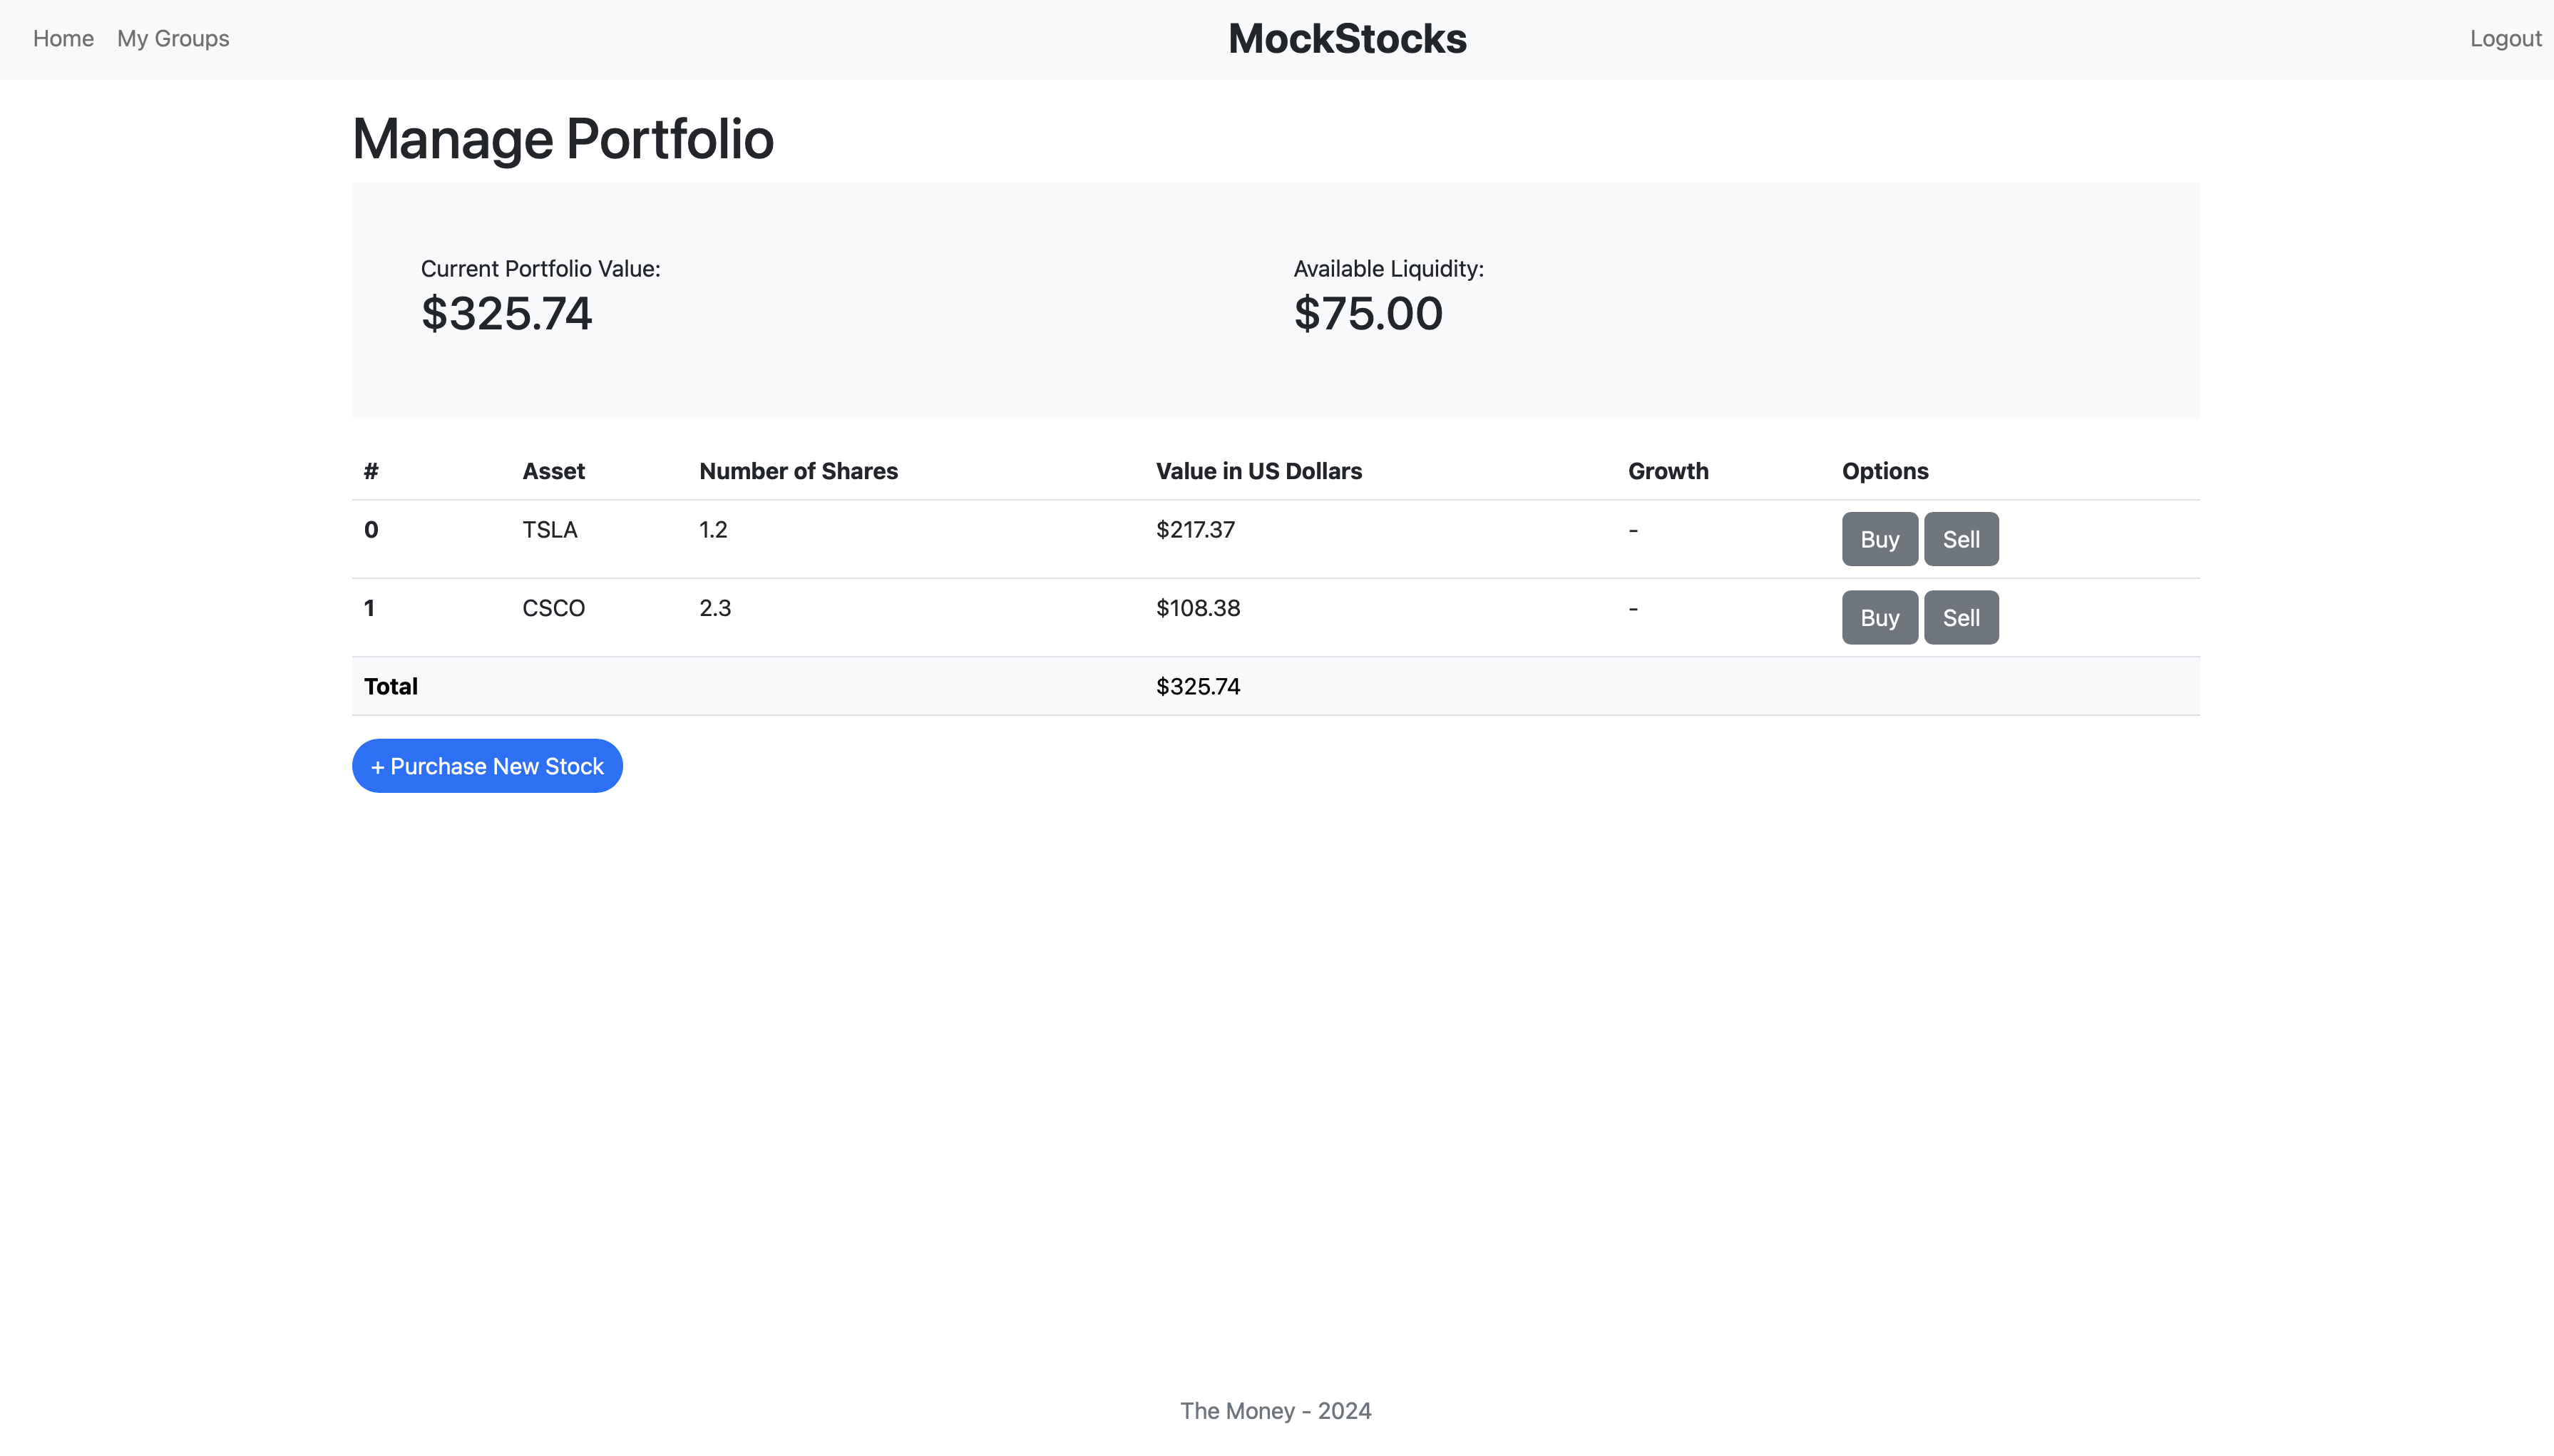 Home My Groups MockStocks Logout
Manage Portfolio
Current Portfolio Value: Available Liquidity:
$325.74 $75.00
# Asset Number of Shares Value in US Dollars Growth Options
0 TSLA 1.2 $217.37 - Buy Sell
1 CSCO 2.3 $108.38 - Buy Sell
Total $325.74
+ Purchase New Stock
The Money - 2024